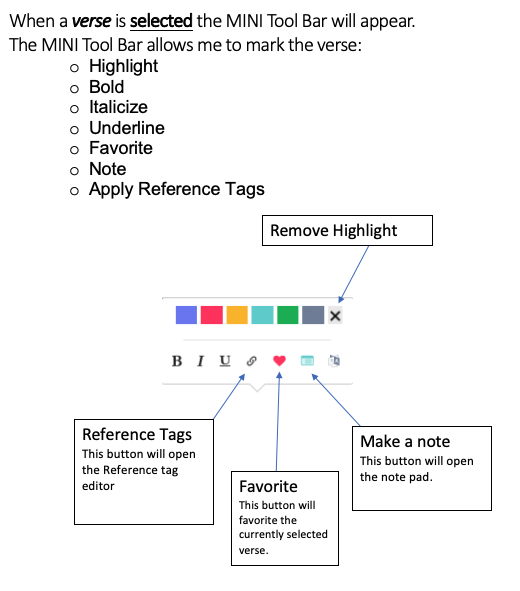 When a verse is selected the MINI Tool Bar will appear.
The MINI Tool Bar allows me to mark the verse:
o Highlight
o Bold
o Italicize
o Underline
o Favorite
o Note
o Apply Reference Tags
Remove Highlight
X
B I U
Reference Tags
This button will open
the Reference tag
editor
Favorite
This button will
favorite the
currently selected
verse.
Make a note
This button will open
the note pad.